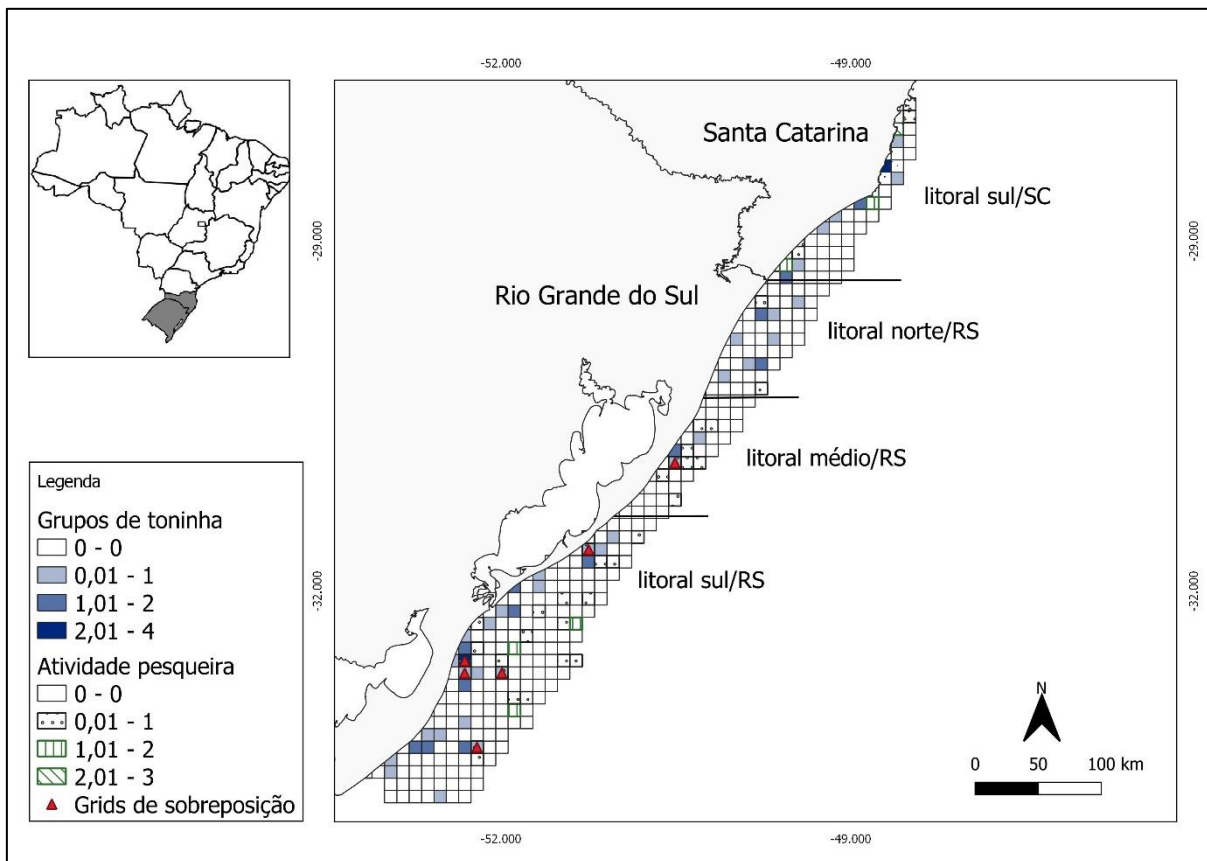 -52.000
-49.000
Santa Catarina
litoral sul/SC
-29.000
-29.000
Rio Grande do Sul
litoral norte/RS
litoral médio/RS
litoral sul/RS
-32.000
-32.000
Legenda
Grupos de toninha
0 - 0
0,01 - 1
1,01 - 2
2,01 - 4
Atividade pesqueira
0 - 0
0,01 - 1
1,01 - 2
2,01 - 3
Grids de sobreposição
N
0 50 100 km
-52.000
-49.000